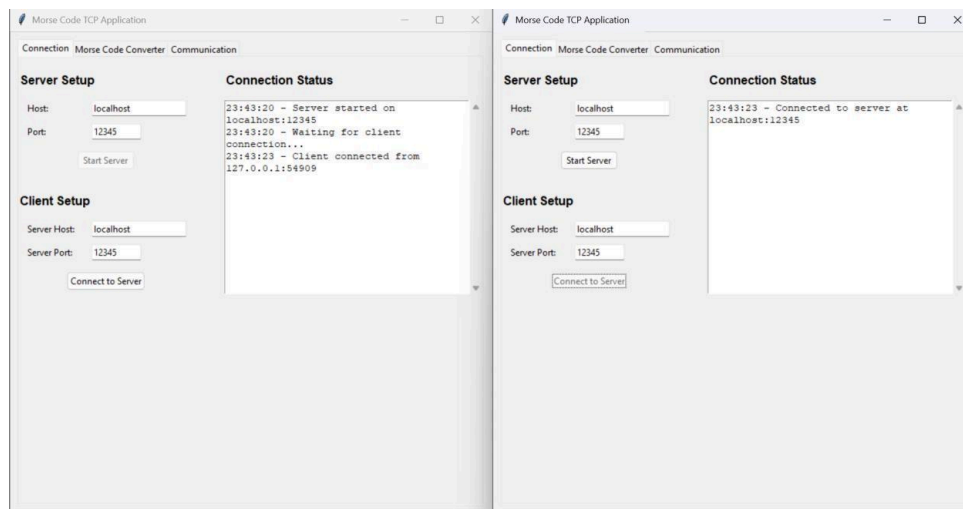 Morse Code TCP Application
Connection Morse Code Converter Communication
Server Setup
Host: localhost
Port: 12345
Start Server
Client Setup
Server Host: localhost
Server Port: 12345
Connect to Server
Connection Status
23:43:20 - Server started on
localhost:12345
23:43:20 - Waiting for client
connection...
23:43:23 - Client connected from
127.0.0.1:54909
Morse Code TCP Application
Connection Morse Code Converter Communication
Server Setup
Host: localhost
Port: 12345
Start Server
Client Setup
Server Host: localhost
Server Port: 12345
Connect to Server
Connection Status
23:43:23 - Connected to server at
localhost:12345